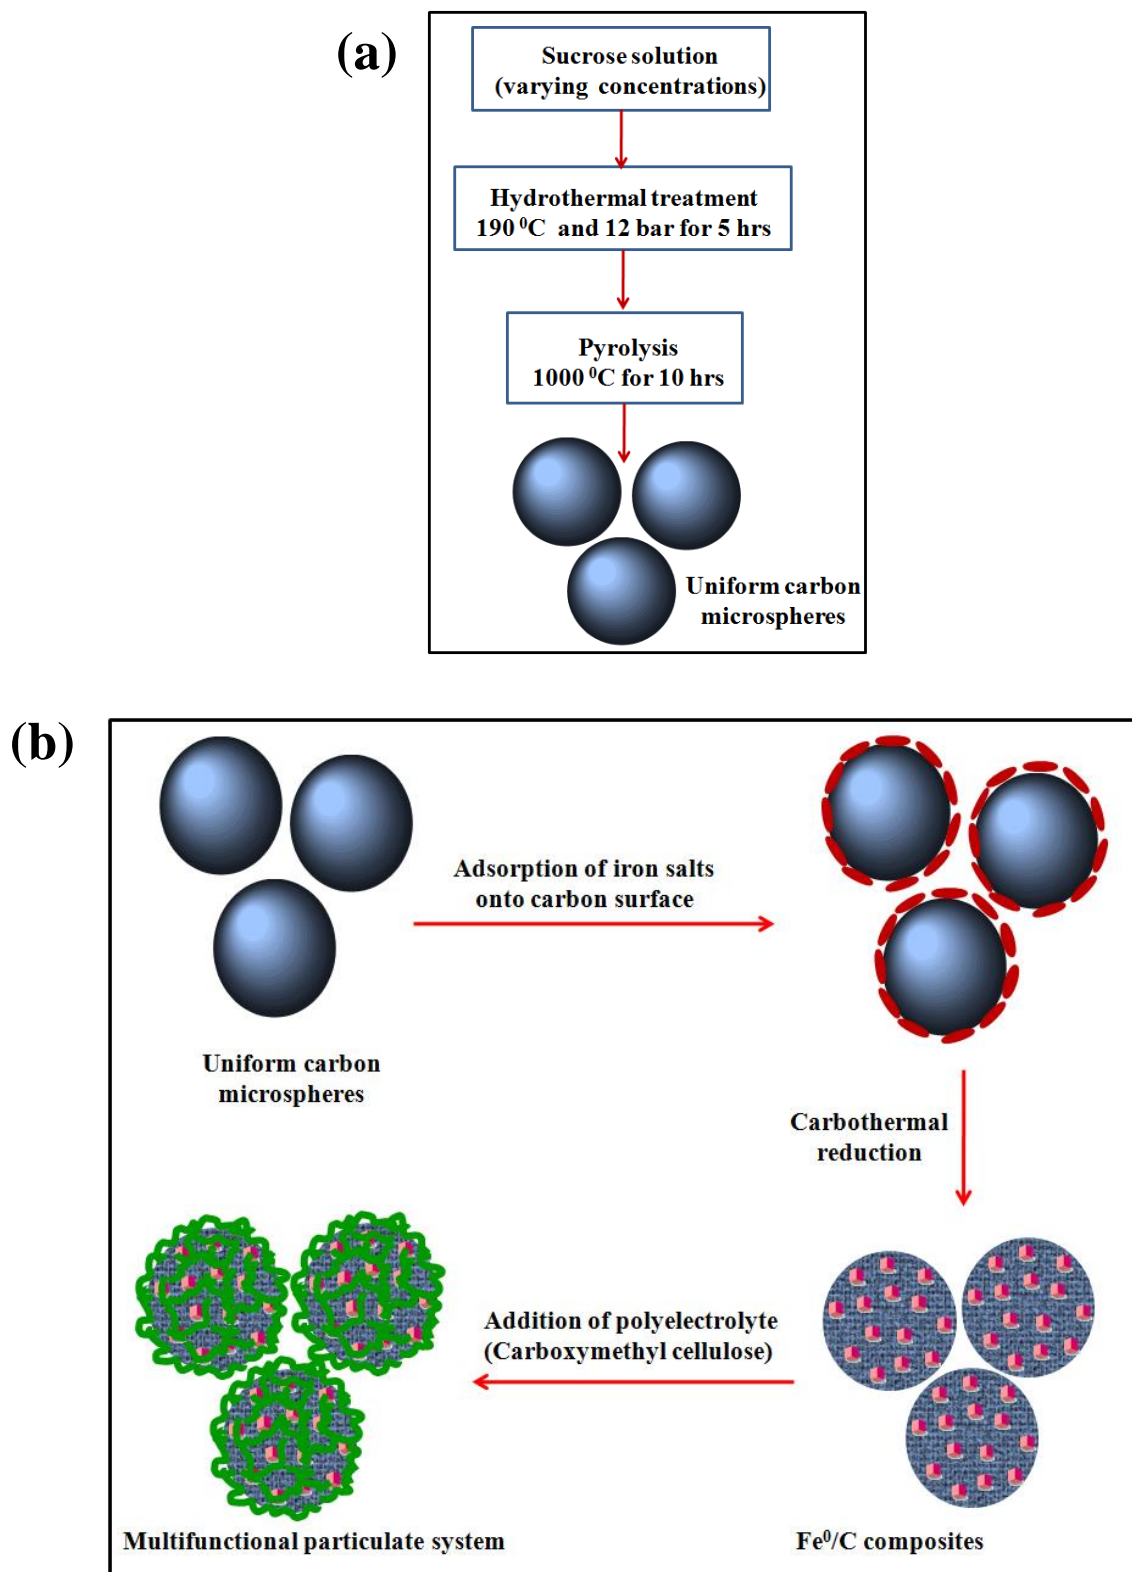 (a)
Sucrose solution
(varying concentrations)
Hydrothermal treatment
190 ⁰C and 12 bar for 5 hrs
Pyrolysis
1000 ⁰C for 10 hrs
Uniform carbon
microspheres
(b)
Adsorption of iron salts
onto carbon surface
Uniform carbon
microspheres
Carbothermal
reduction
Addition of polyelectrolyte
(Carboxymethyl cellulose)
Multifunctional particulate system
Fe⁰/C composites